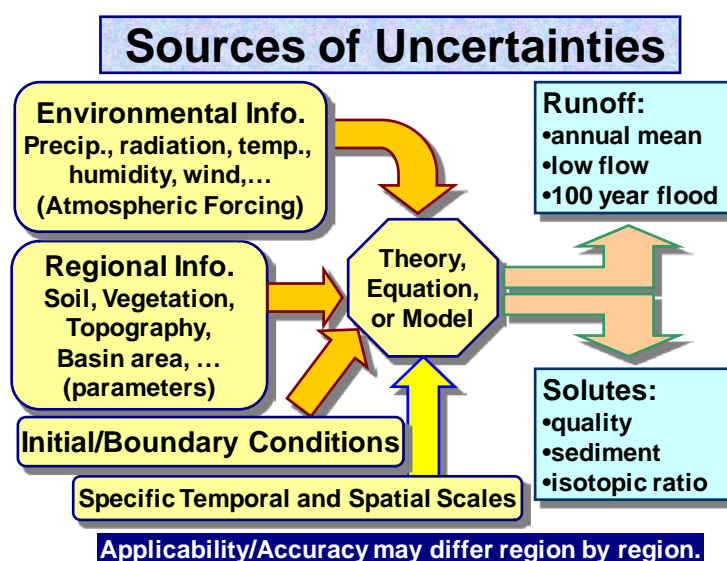 Sources of Uncertainties
Environmental Info.
Precip., radiation, temp.,
humidity, wind,…
(Atmospheric Forcing)
Regional Info.
Soil, Vegetation,
Topography,
Basin area, …
(parameters)
Initial/Boundary Conditions
Specific Temporal and Spatial Scales
Theory,
Equation,
or Model
Runoff:
•annual mean
•low flow
•100 year flood
Solutes:
•quality
•sediment
•isotopic ratio
Applicability/Accuracy may differ region by region.